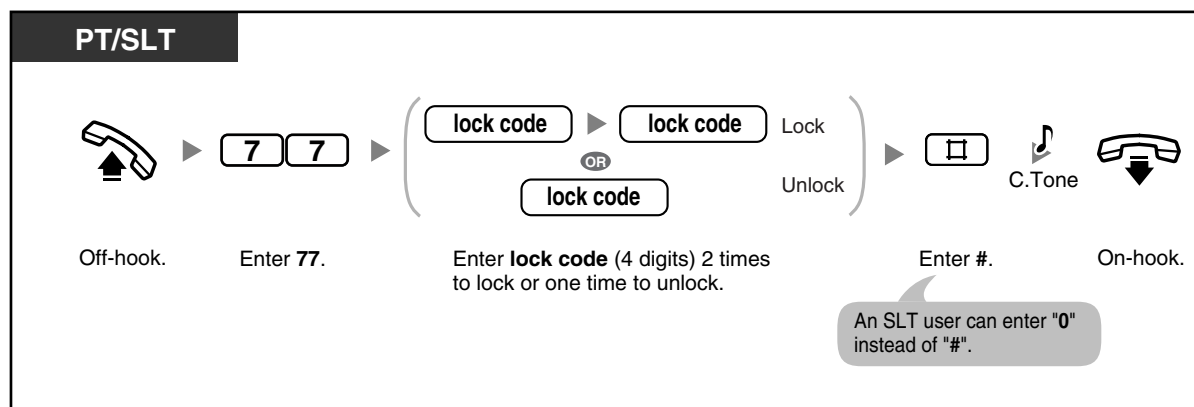 PT/SLT
7 7
lock code lock code Lock
OR
lock code Unlock
#
C.Tone
Off-hook.
Enter 77.
Enter lock code (4 digits) 2 times
to lock or one time to unlock.
Enter #.
On-hook.
An SLT user can enter "0"
instead of "#".